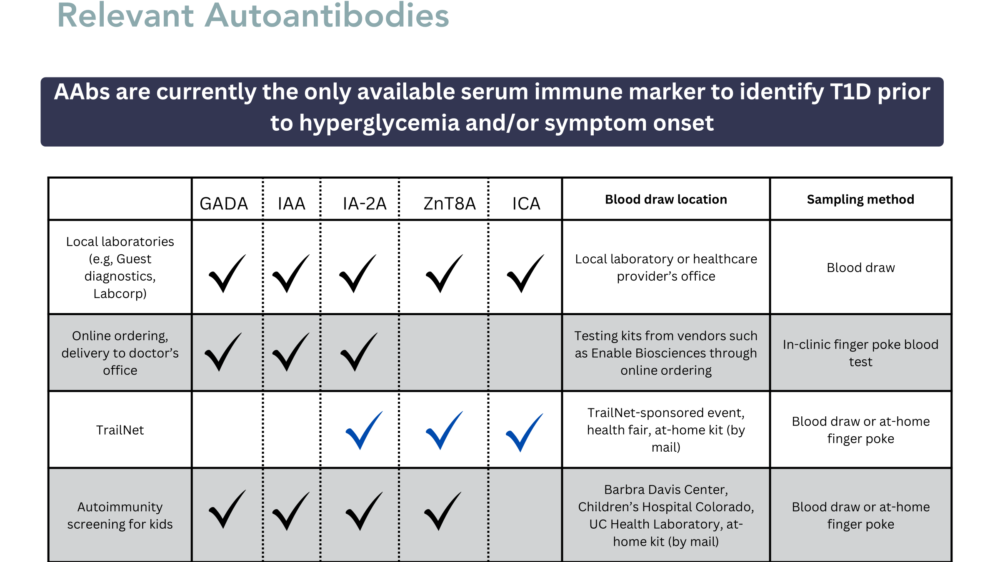 Relevant Autoantibodies
AAbs are currently the only available serum immune marker to identify T1D prior
to hyperglycemia and/or symptom onset
GADA IAA IA-2A ZnT8A ICA Blood draw location Sampling method
Local laboratories
(e.g, Guest
diagnostics,
Labcorp)
Local laboratory or healthcare
provider’s office
Blood draw
Online ordering,
delivery to doctor’s
office
Testing kits from vendors such
as Enable Biosciences through
online ordering
In-clinic finger poke blood
test
TrailNet
TrailNet-sponsored event,
health fair, at-home kit (by
mail)
Blood draw or at-home
finger poke
Autoimmunity
screening for kids
Barbra Davis Center,
Children’s Hospital Colorado,
UC Health Laboratory, at-
home kit (by mail)
Blood draw or at-home
finger poke